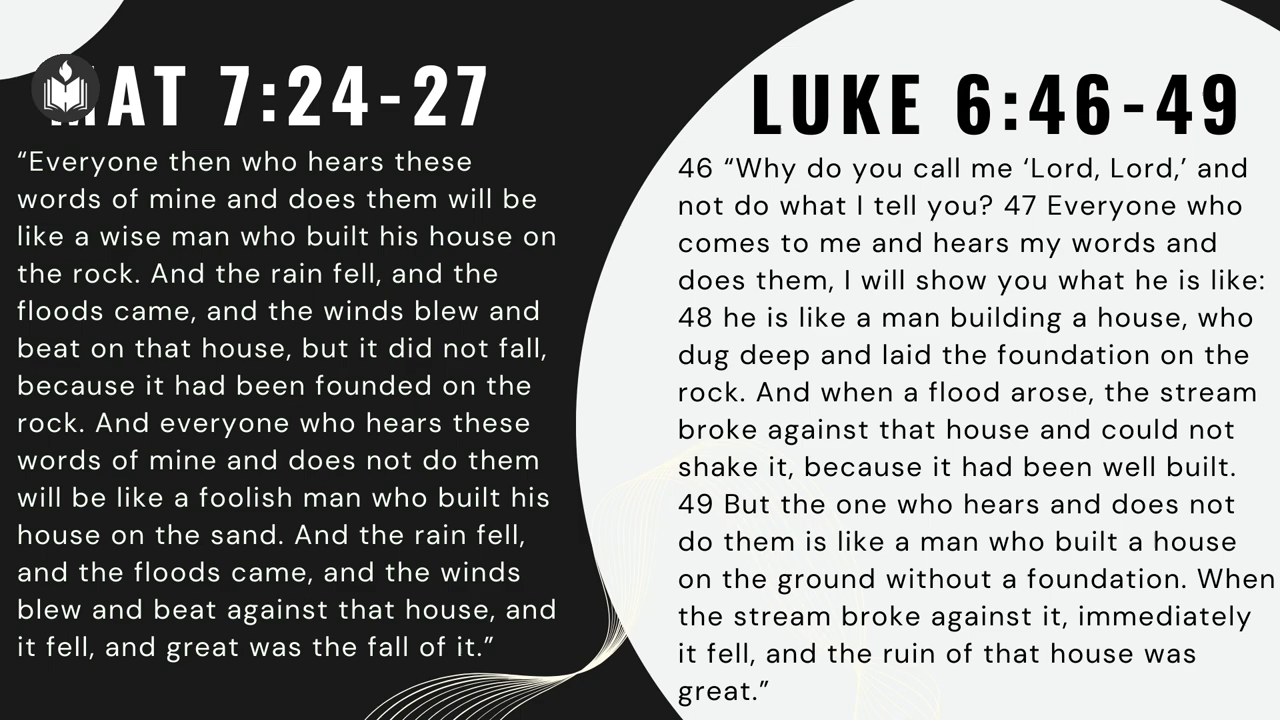 MAT 7:24-27
“Everyone then who hears these
words of mine and does them will be
like a wise man who built his house on
the rock. And the rain fell, and the
floods came, and the winds blew and
beat on that house, but it did not fall,
because it had been founded on the
rock. And everyone who hears these
words of mine and does not do them
will be like a foolish man who built his
house on the sand. And the rain fell,
and the floods came, and the winds
blew and beat against that house, and
it fell, and great was the fall of it.”
LUKE 6:46-49
46 “Why do you call me ‘Lord, Lord,’ and
not do what I tell you? 47 Everyone who
comes to me and hears my words and
does them, I will show you what he is like:
48 he is like a man building a house, who
dug deep and laid the foundation on the
rock. And when a flood arose, the stream
broke against that house and could not
shake it, because it had been well built.
49 But the one who hears and does not
do them is like a man who built a house
on the ground without a foundation. When
the stream broke against it, immediately
it fell, and the ruin of that house was
great.”